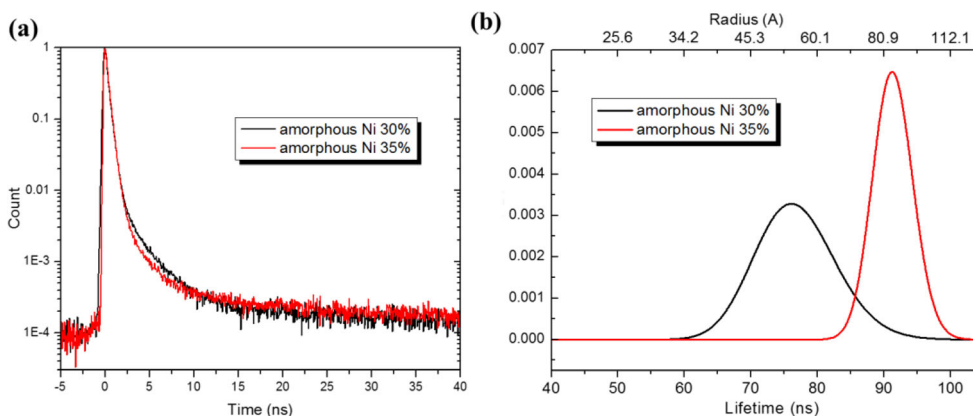 (a)
1
0.1
0.01
1E-3
1E-4
Count
-5 0 5 10 15 20 25 30 35 40
Time (ns)
amorphous Ni 30%
amorphous Ni 35%
(b)
Radius (A)
25.6 34.2 45.3 60.1 80.9 112.1
0.007
0.006
0.005
0.004
0.003
0.002
0.001
0.000
amorphous Ni 30%
amorphous Ni 35%
40 50 60 70 80 90 100
Lifetime (ns)